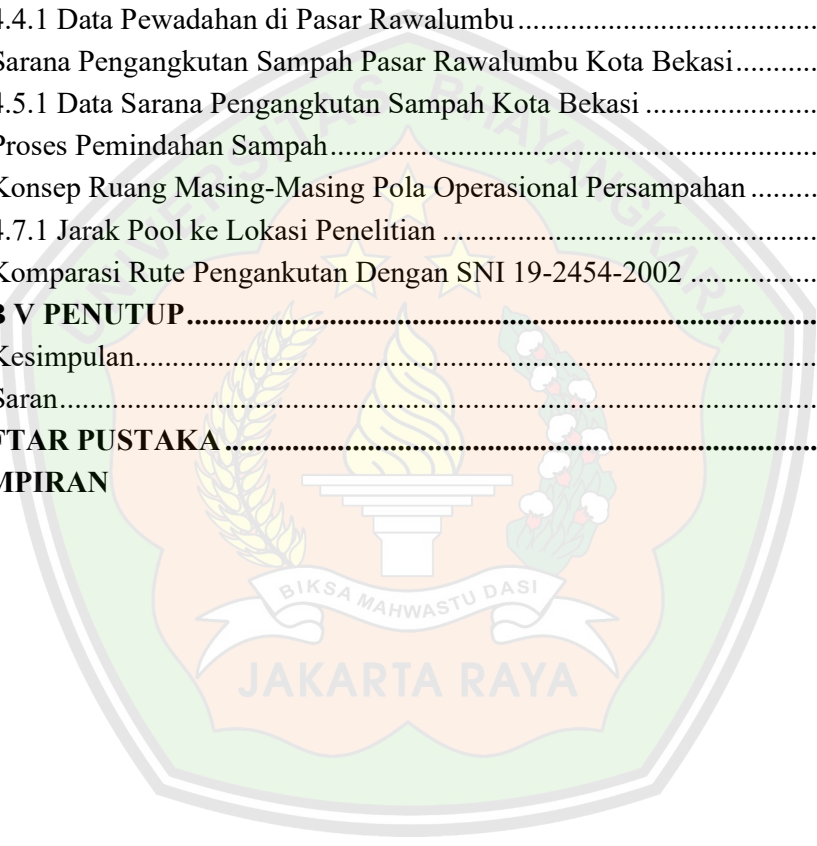 4.4.1 Data Pewadahan di Pasar Rawalumbu........................................
Sarana Pengangkutan Sampah Pasar Rawalumbu Kota Bekasi...........
4.5.1 Data Sarana Pengangkutan Sampah Kota Bekasi .......................
Proses Pemindahan Sampah................................................................
Konsep Ruang Masing-Masing Pola Operasional Persampahan .........
4.7.1 Jarak Pool ke Lokasi Penelitian ..................................................
Komparasi Rute Pengankutan Dengan SNI 19-2454-2002 .................
B V PENUTUP....................................................................................
Kesimpulan..........................................................................................
Saran....................................................................................................
FTAR PUSTAKA ...............................................................................
MPIRAN
UNIVERSITAS BHAYANGKARA
BIKSA MAHWASTU DASI
JAKARTA RAYA